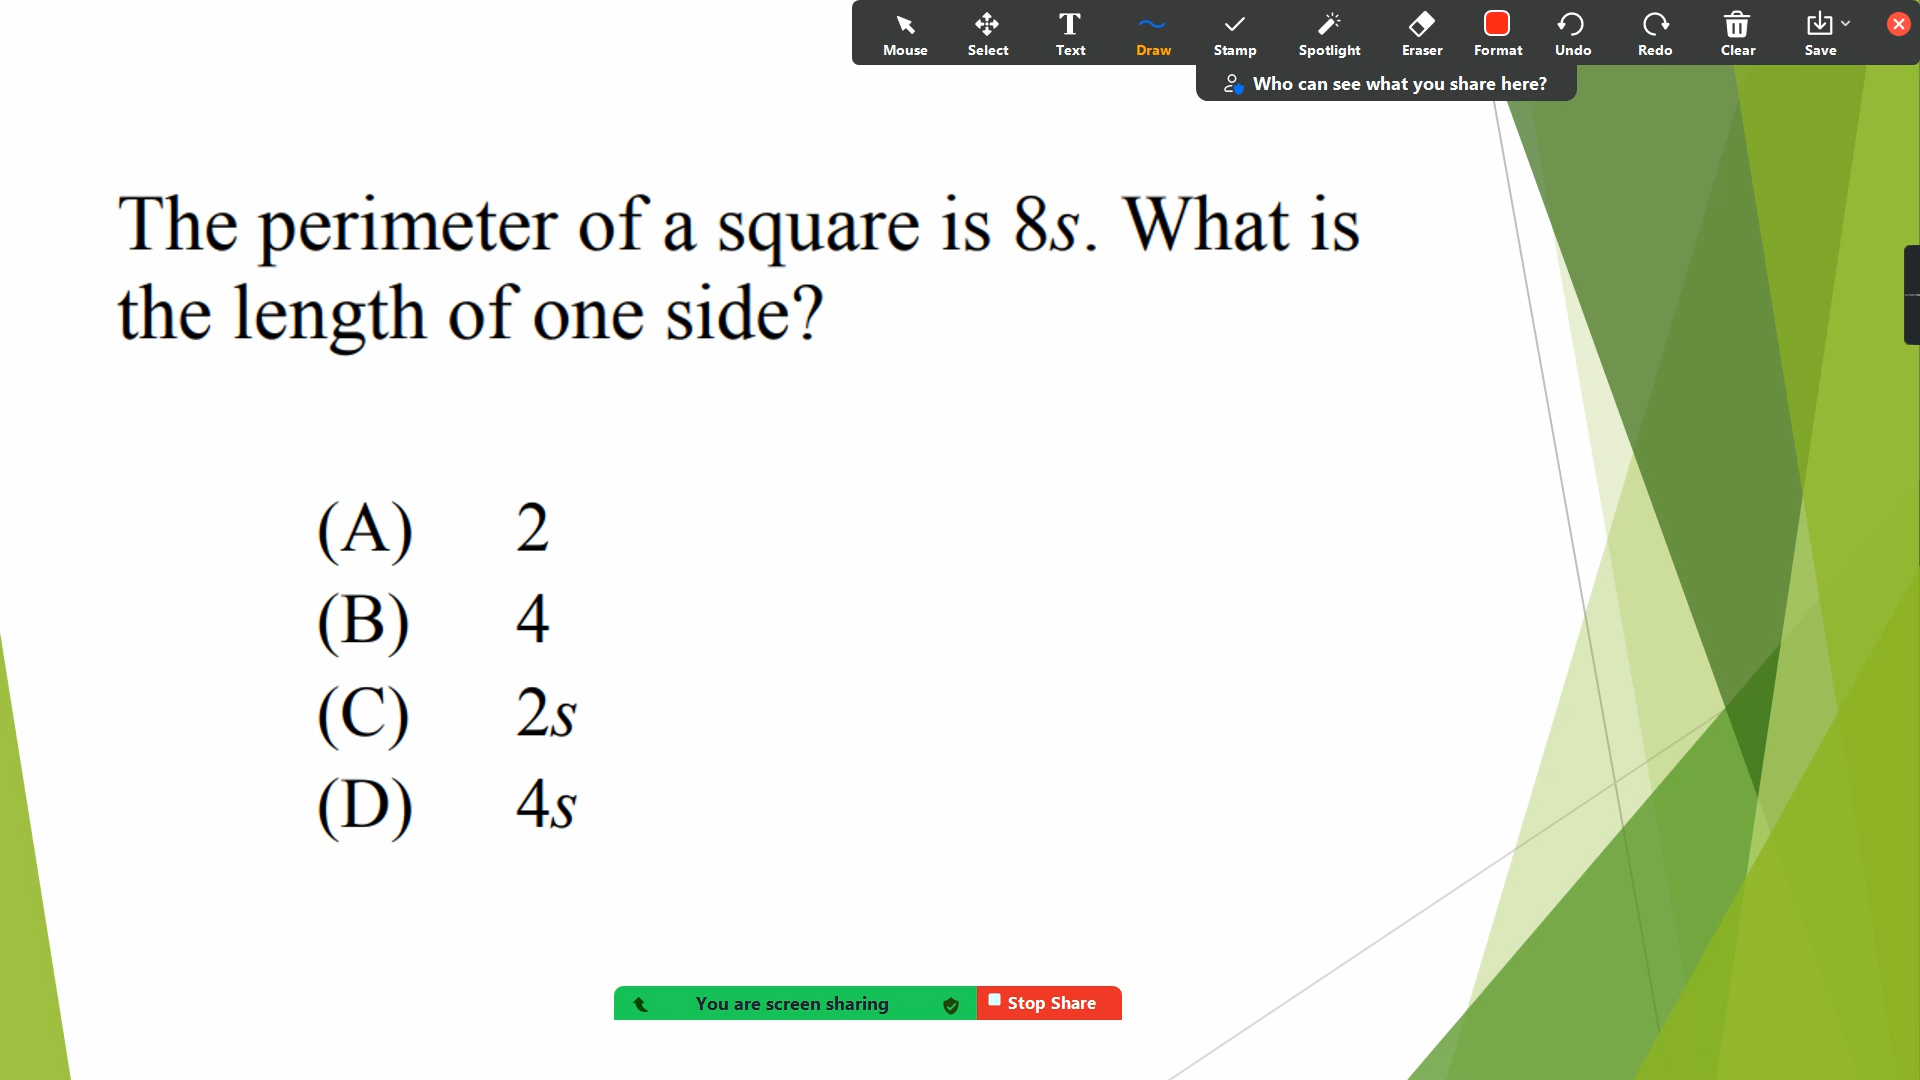 Mouse Select Text Draw Stamp Spotlight Eraser Format Undo Redo Clear Save
Who can see what you share here?
The perimeter of a square is 8s. What is
the length of one side?
(A) 2
(B) 4
(C) 2s
(D) 4s
You are screen sharing Stop Share